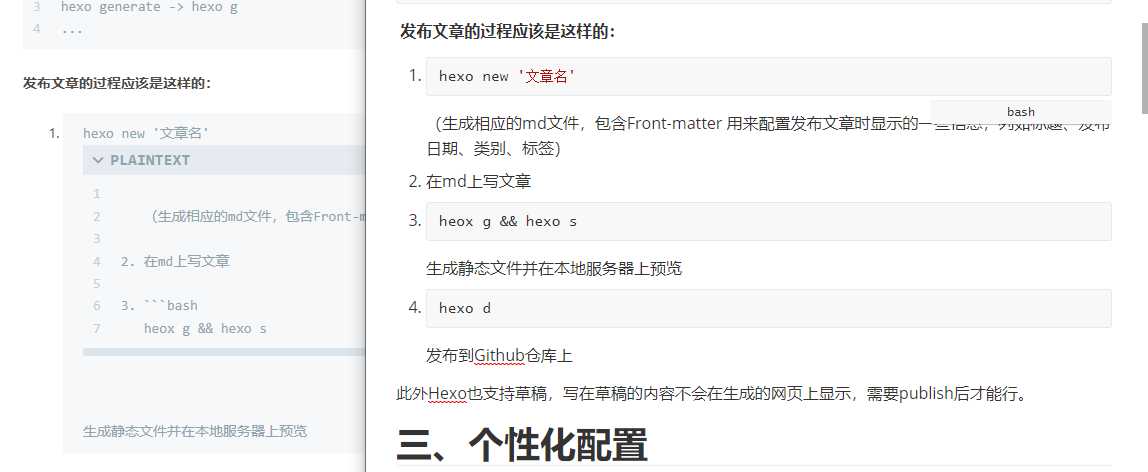 3 hexo generate -> hexo g
4 ...
发布文章的过程应该是这样的：
1. hexo new '文章名'
PLAINTEXT
1
2 （生成相应的md文件，包含Front-m
3
4 2. 在md上写文章
5
6 3. ```bash
7 heox g && hexo s
生成静态文件并在本地服务器上预览
发布文章的过程应该是这样的：
1. hexo new '文章名'
bash
（生成相应的md文件，包含Front-matter 用来配置发布文章时显示的一些信息，例如标题、发布
日期、类别、标签）
2. 在md上写文章
3. heox g && hexo s
生成静态文件并在本地服务器上预览
4. hexo d
发布到Github仓库上
此外Hexo也支持草稿，写在草稿的内容不会在生成的网页上显示，需要publish后才能行。
三、个性化配置